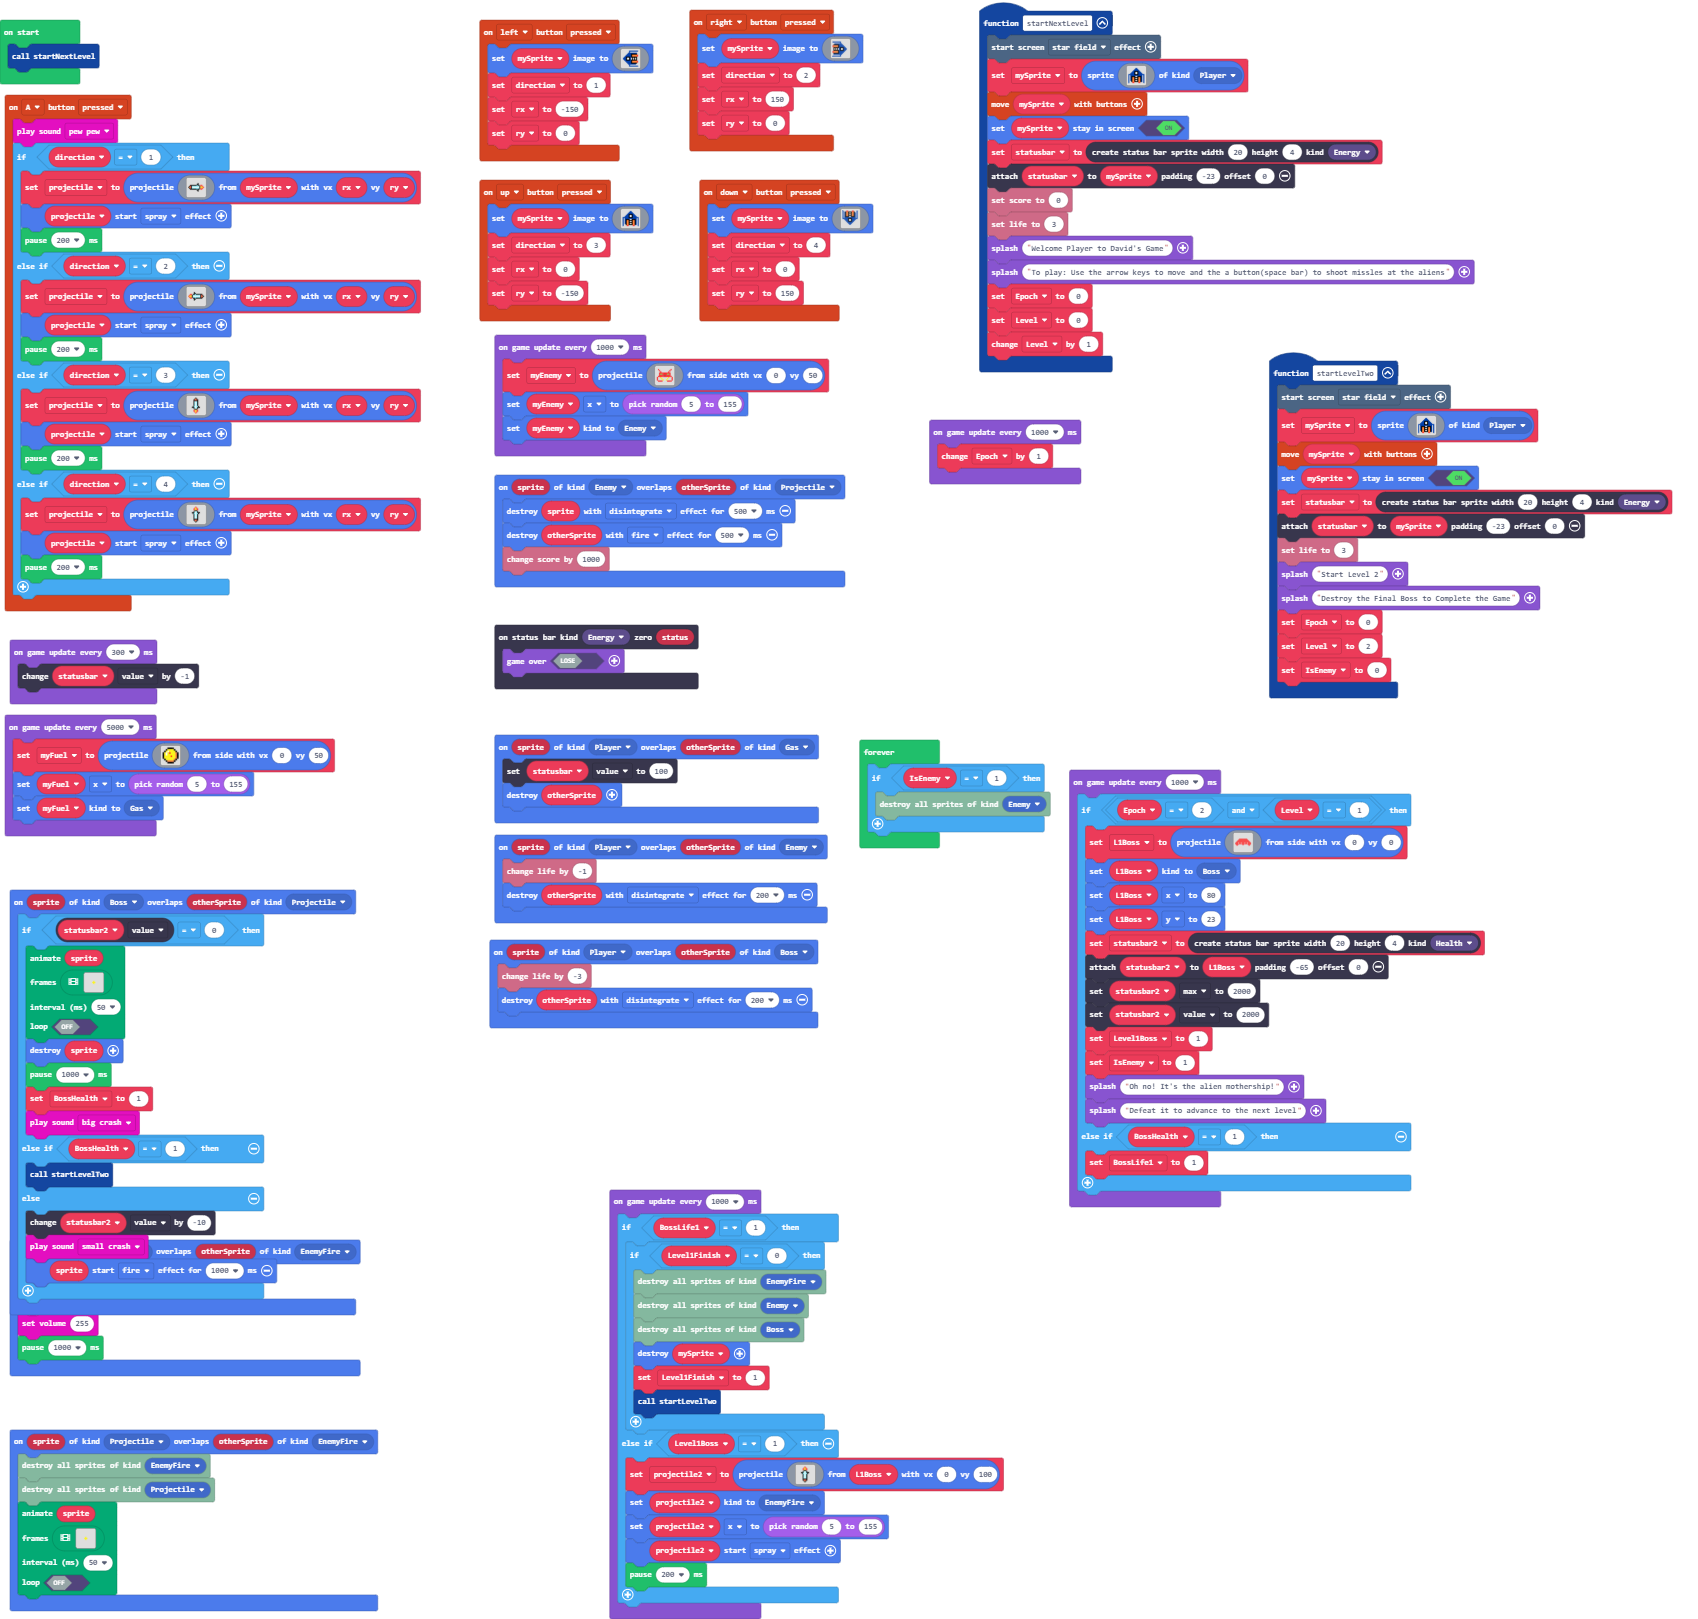 on start
call startNextLevel
on A button pressed
play sound pew pew
if direction = 1 then
set projectile to projectile from mySprite with vx rx vy ry
projectile start spray effect
pause 200 ms
else if direction = 2 then
set projectile to projectile from mySprite with vx rx vy ry
projectile start spray effect
pause 200 ms
else if direction = 3 then
set projectile to projectile from mySprite with vx rx vy ry
projectile start spray effect
pause 200 ms
else if direction = 4 then
set projectile to projectile from mySprite with vx rx vy ry
projectile start spray effect
pause 200 ms
on game update every 300 ms
change statusbar value by -1
on game update every 5000 ms
set myFuel to projectile from side with vx 0 vy 50
set myFuel x to pick random 5 to 155
set myFuel kind to Gas
on sprite of kind Boss overlaps otherSprite of kind Projectile
if statusbar2 value = 0 then
animate sprite
frames
interval (ms) 50
loop OFF
destroy sprite
pause 1000 ms
set BossHealth to 1
play sound big crash
else if BossHealth = 1 then
call startLevelTwo
else
change statusbar2 value by -10
play sound small crash
overlaps otherSprite of kind EnemyFire
sprite start fire effect for 1000 ms
set volume 255
pause 1000 ms
on sprite of kind Projectile overlaps otherSprite of kind EnemyFire
destroy all sprites of kind EnemyFire
destroy all sprites of kind Projectile
animate sprite
frames
interval (ms) 50
loop OFF
on left button pressed
set mySprite image to
set direction to 1
set rx to -150
set ry to 0
on right button pressed
set mySprite image to
set direction to 2
set rx to 150
set ry to 0
on up button pressed
set mySprite image to
set direction to 3
set rx to 0
set ry to -150
on down button pressed
set mySprite image to
set direction to 4
set rx to 0
set ry to 150
on game update every 1000 ms
set myEnemy to projectile from side with vx 0 vy 50
set myEnemy x to pick random 5 to 155
set myEnemy kind to Enemy
on sprite of kind Enemy overlaps otherSprite of kind Projectile
destroy sprite with disintegrate effect for 500 ms
destroy otherSprite with fire effect for 500 ms
change score by 1000
on status bar kind Energy zero status
game over LOSE
on sprite of kind Player overlaps otherSprite of kind Gas
set statusbar value to 100
destroy otherSprite
on sprite of kind Player overlaps otherSprite of kind Enemy
change life by -1
destroy otherSprite with disintegrate effect for 200 ms
on sprite of kind Player overlaps otherSprite of kind Boss
change life by -3
destroy otherSprite with disintegrate effect for 200 ms
on game update every 1000 ms
if BossLife1 = 1 then
if Level1Finish = 0 then
destroy all sprites of kind EnemyFire
destroy all sprites of kind Enemy
destroy all sprites of kind Boss
destroy mySprite
set Level1Finish to 1
call startLevelTwo
else if Level1Boss = 1 then
set projectile2 to projectile from L1Boss with vx 0 vy 100
set projectile2 kind to EnemyFire
set projectile2 x to pick random 5 to 155
projectile2 start spray effect
pause 200 ms
function startNextLevel
start screen star field effect
set mySprite to sprite of kind Player
move mySprite with buttons
set mySprite stay in screen ON
set statusbar to create status bar sprite width 20 height 4 kind Energy
attach statusbar to mySprite padding -23 offset 0
set score to 0
set life to 3
splash "Welcome Player to David's Game"
splash "To play: Use the arrow keys to move and the a button(space bar) to shoot missles at the aliens"
set Epoch to 0
set Level to 0
change Level by 1
on game update every 1000 ms
change Epoch by 1
function startLevelTwo
start screen star field effect
set mySprite to sprite of kind Player
move mySprite with buttons
set mySprite stay in screen ON
set statusbar to create status bar sprite width 20 height 4 kind Energy
attach statusbar to mySprite padding -23 offset 0
set life to 3
splash "Start Level 2"
splash "Destroy the Final Boss to Complete the Game"
set Epoch to 0
set Level to 2
set IsEnemy to 0
forever
if IsEnemy = 1 then
destroy all sprites of kind Enemy
on game update every 1000 ms
if Epoch = 2 and Level = 1 then
set L1Boss to projectile from side with vx 0 vy 0
set L1Boss kind to Boss
set L1Boss x to 80
set L1Boss y to 23
set statusbar2 to create status bar sprite width 20 height 4 kind Health
attach statusbar2 to L1Boss padding -65 offset 0
set statusbar2 max to 2000
set statusbar2 value to 2000
set Level1Boss to 1
set IsEnemy to 1
splash "Oh no! It's the alien mothership!"
splash "Defeat it to advance to the next level"
else if BossHealth = 1 then
set BossLife1 to 1